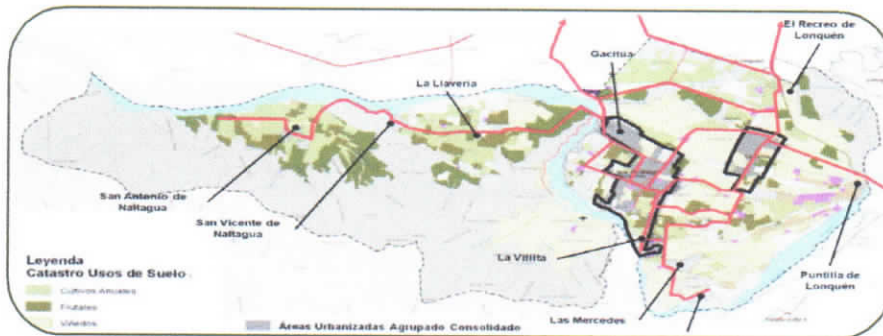 El Recreo de
Lonquén
Gacitua
La Llaveria
San Antonio de
Naltagua
San Vicente de
Naltagua
La Villita
Puntilla de
Lonquén
Las Mercedes
Leyenda
Catastro Usos de Suelo
Cultivos Anuales
Frutales
Viñedos
Áreas Urbanizadas Agrupado Consolidado